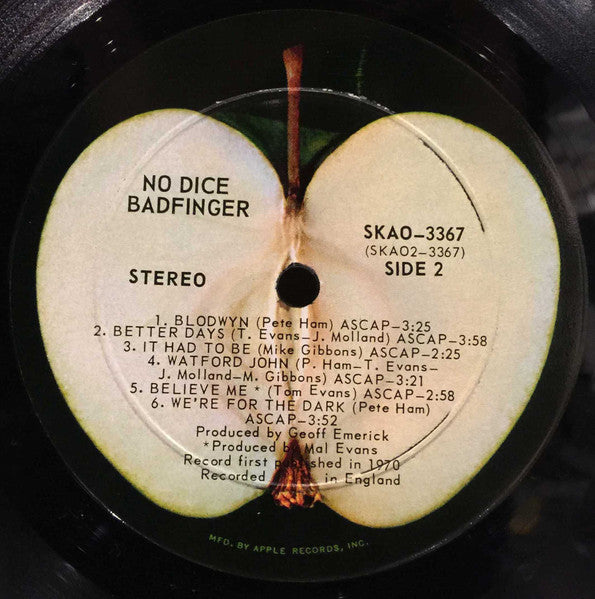 NO DICE
BADFINGER
SKAO–3367
(SKAO2–3367)
STEREO
SIDE 2
1. BLODWYN (Pete Ham) ASCAP–3:25
2. BETTER DAYS (T. Evans–J. Molland) ASCAP–3:58
3. IT HAD TO BE (Mike Gibbons) ASCAP–2:25
4. WATFORD JOHN (P. Ham–T. Evans–
J. Molland–M. Gibbons) ASCAP–3:21
5. BELIEVE ME * (Tom Evans) ASCAP–2:58
6. WE'RE FOR THE DARK (Pete Ham)
ASCAP–3:52
Produced by Geoff Emerick
*Produced by Mal Evans
Record first published in 1970
Recorded in England
MFD. BY APPLE RECORDS, INC.